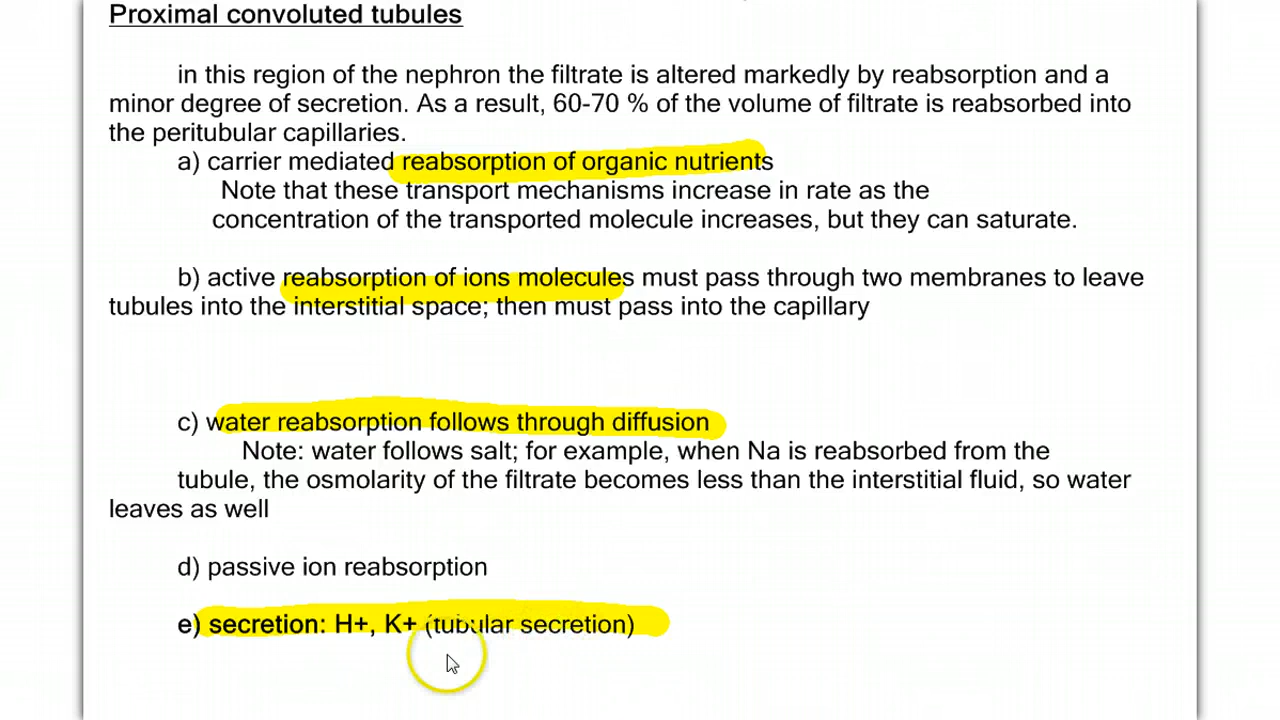 Proximal convoluted tubules
in this region of the nephron the filtrate is altered markedly by reabsorption and a
minor degree of secretion. As a result, 60-70 % of the volume of filtrate is reabsorbed into
the peritubular capillaries.
a) carrier mediated reabsorption of organic nutrients
Note that these transport mechanisms increase in rate as the
concentration of the transported molecule increases, but they can saturate.
b) active reabsorption of ions molecules must pass through two membranes to leave
tubules into the interstitial space; then must pass into the capillary
c) water reabsorption follows through diffusion
Note: water follows salt; for example, when Na is reabsorbed from the
tubule, the osmolarity of the filtrate becomes less than the interstitial fluid, so water
leaves as well
d) passive ion reabsorption
e) secretion: H+, K+ (tubular secretion)